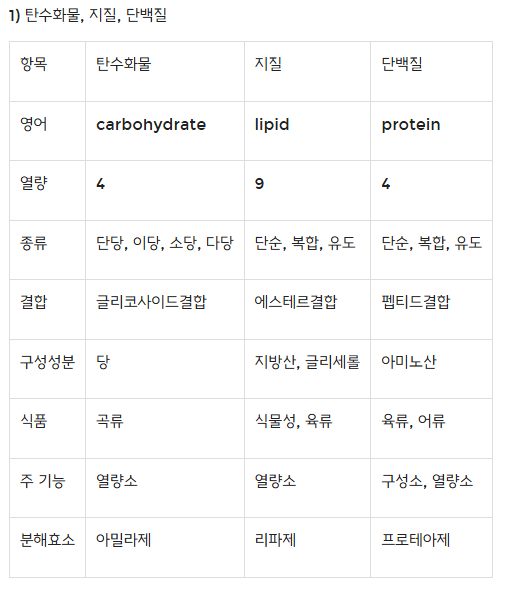 1) 탄수화물, 지질, 단백질
항목 탄수화물 지질 단백질
영어 carbohydrate lipid protein
열량 4 9 4
종류 단당, 이당, 소당, 다당 단순, 복합, 유도 단순, 복합, 유도
결합 글리코사이드결합 에스테르결합 펩티드결합
구성성분 당 지방산, 글리세롤 아미노산
식품 곡류 식물성, 육류 육류, 어류
주 기능 열량소 열량소 구성소, 열량소
분해효소 아밀라제 리파제 프로테아제